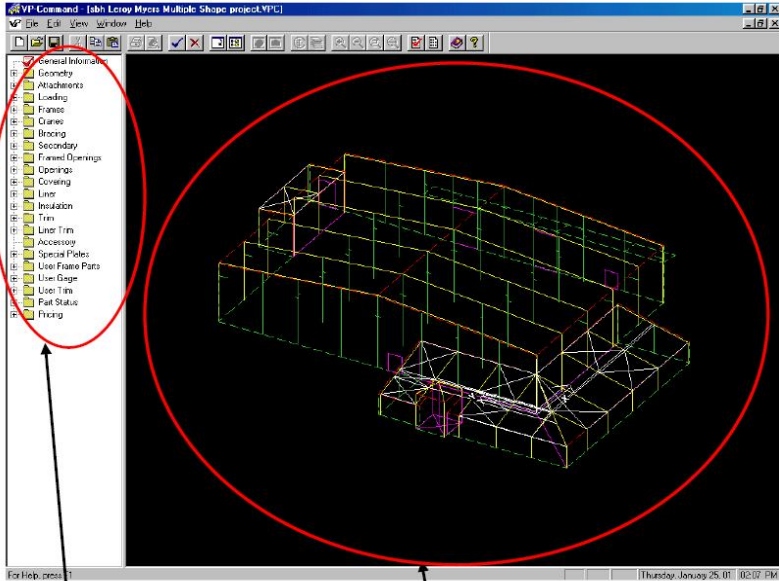 VP-Command - [sbh Leroy Myers Multiple Shape project.VPC]
File Edit View Window Help
General Information
Geometry
Attachments
Loading
Frames
Cranes
Bracing
Secondary
Framed Openings
Openings
Covering
Liner
Insulation
Trim
Liner Trim
Accessory
Special Plates
User Frame Parts
User Gage
User Trim
Part Status
Pricing
For Help, press F1
Thursday, January 25, 01 02:07 PM